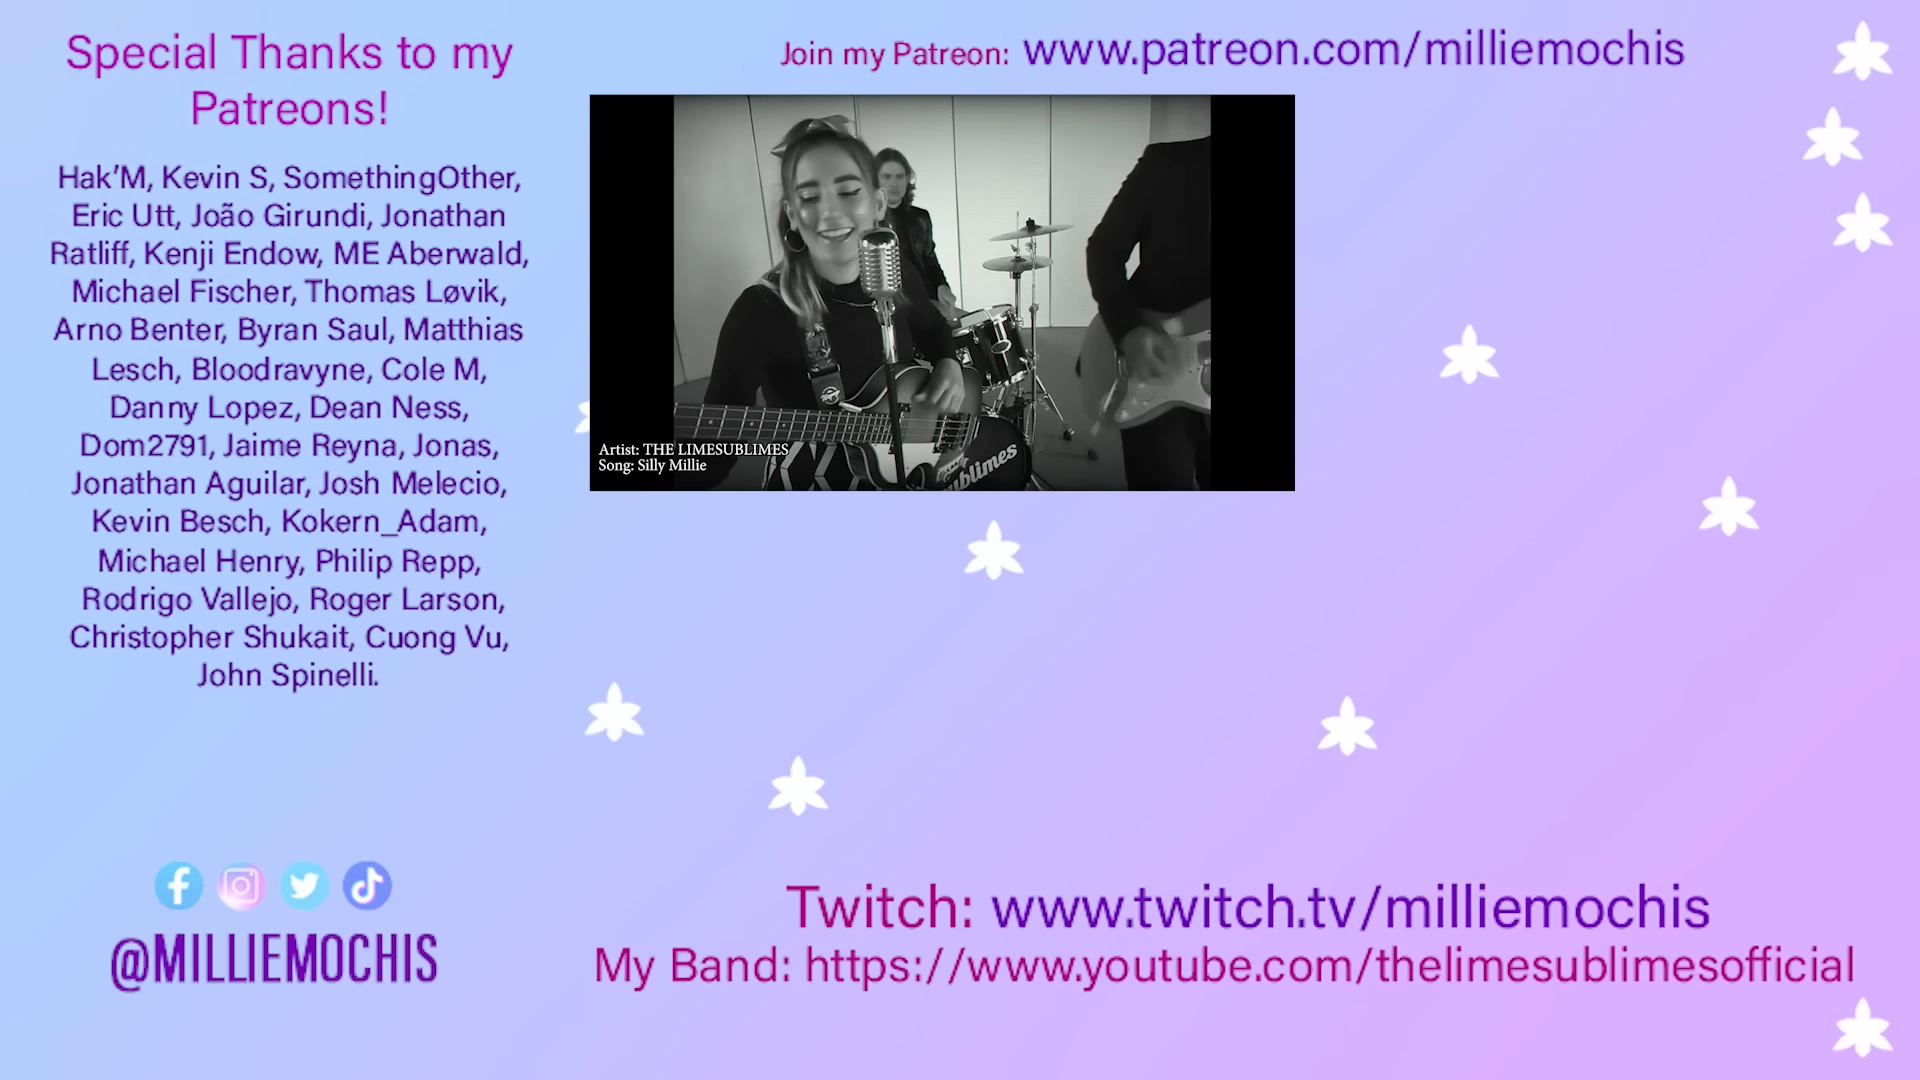 Special Thanks to my
Patreons!
Hak’M, Kevin S, SomethingOther,
Eric Utt, João Girundi, Jonathan
Ratliff, Kenji Endow, ME Aberwald,
Michael Fischer, Thomas Løvik,
Arno Benter, Byran Saul, Matthias
Lesch, Bloodravyne, Cole M,
Danny Lopez, Dean Ness,
Dom2791, Jaime Reyna, Jonas,
Jonathan Aguilar, Josh Melecio,
Kevin Besch, Kokern_Adam,
Michael Henry, Philip Repp,
Rodrigo Vallejo, Roger Larson,
Christopher Shukait, Cuong Vu,
John Spinelli.
@MILLIEMOCHIS
Join my Patreon: www.patreon.com/milliemochis
Artist: THE LIMESUBLIMES
Song: Silly Millie
ublimes
Twitch: www.twitch.tv/milliemochis
My Band: https://www.youtube.com/thelimesublimesofficial